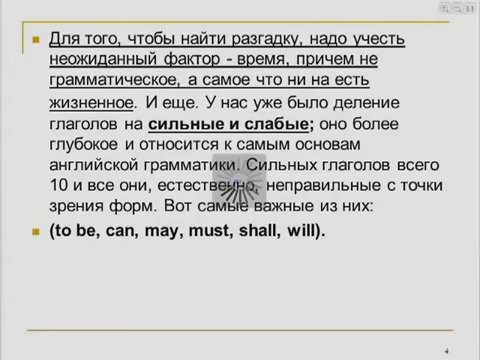 Для того, чтобы найти разгадку, надо учесть
неожиданный фактор - время, причем не
грамматическое, а самое что ни на есть
жизненное. И еще. У нас уже было деление
глаголов на сильные и слабые; оно более
глубокое и относится к самым основам
английской грамматики. Сильных глаголов всего
10 и все они, естественно, неправильные с точки
зрения форм. Вот самые важные из них:
(to be, can, may, must, shall, will).
4